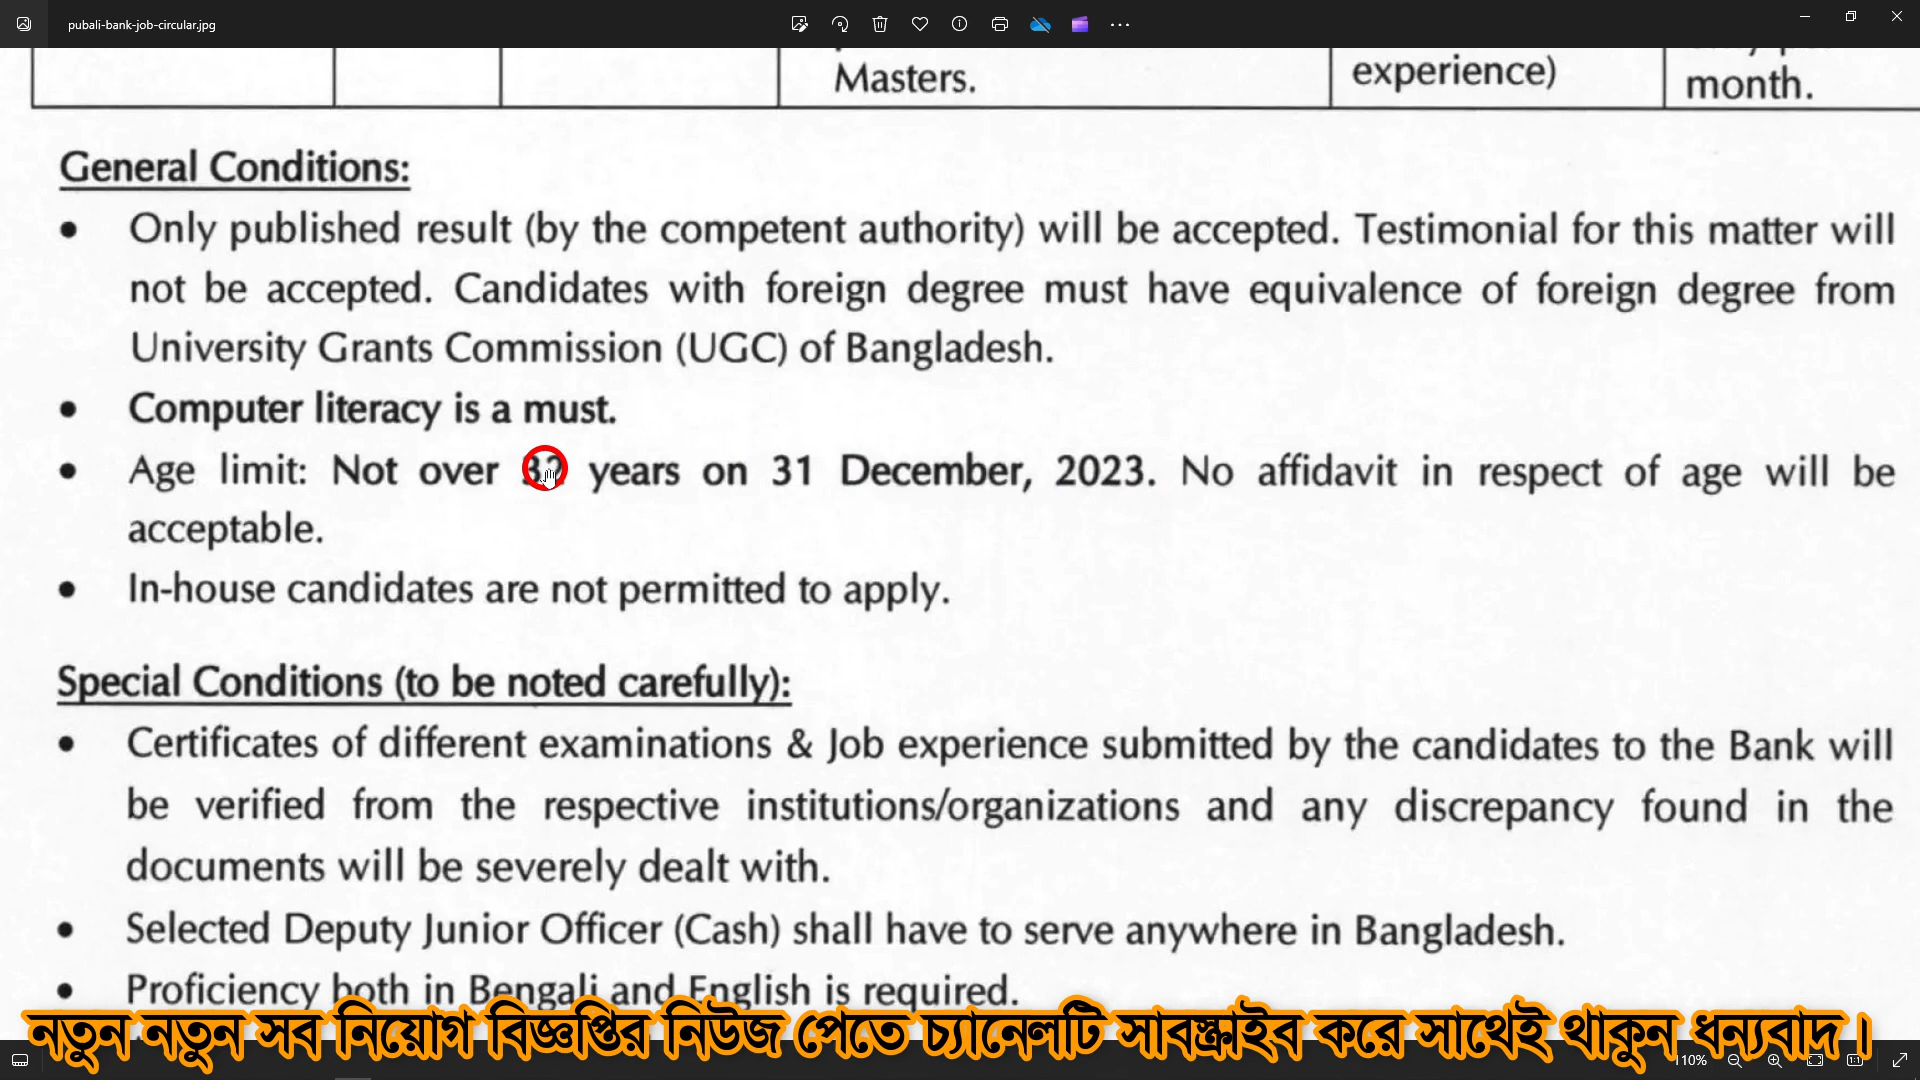 pubali-bank-job-circular.jpg
Masters.
experience)
month.
General Conditions:
• Only published result (by the competent authority) will be accepted. Testimonial for this matter will
not be accepted. Candidates with foreign degree must have equivalence of foreign degree from
University Grants Commission (UGC) of Bangladesh.
• Computer literacy is a must.
• Age limit: Not over years on 31 December, 2023. No affidavit in respect of age will be
acceptable.
• In-house candidates are not permitted to apply.
Special Conditions (to be noted carefully):
• Certificates of different examinations & Job experience submitted by the candidates to the Bank will
be verified from the respective institutions/organizations and any discrepancy found in the
documents will be severely dealt with.
• Selected Deputy Junior Officer (Cash) shall have to serve anywhere in Bangladesh.
• Proficiency both in Bengali and English is required.
নতুন নতুন সব নিয়োগ বিজ্ঞপ্তির নিউজ পেতে চ্যানেলটি সাবস্ক্রাইব করে সাথেই থাকুন ধন্যবাদ।
110%